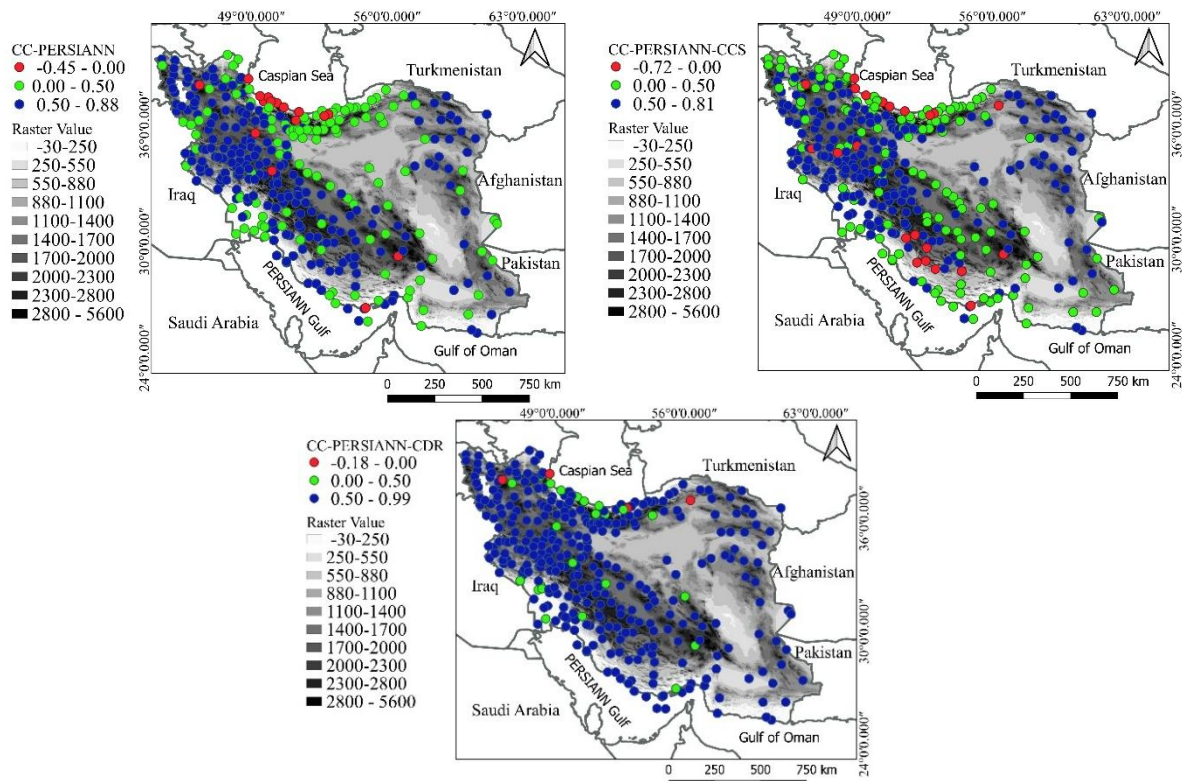 49°0'0.000" 56°0'0.000" 63°0'0.000"
CC-PERSIANN
-0.45 - 0.00
0.00 - 0.50
0.50 - 0.88
Raster Value
-30-250
250-550
550-880
880-1100
1100-1400
1400-1700
1700-2000
2000-2300
2300-2800
2800 - 5600
Caspian Sea
Turkmenistan
Iraq
Afghanistan
Pakistan
PERSIANN Gulf
Saudi Arabia
Gulf of Oman
36°0'0.000"
30°0'0.000"
24°0'0.000"
0 250 500 750 km
49°0'0.000" 56°0'0.000" 63°0'0.000"
CC-PERSIANN-CCS
-0.72 - 0.00
0.00 - 0.50
0.50 - 0.81
Raster Value
-30-250
250-550
550-880
880-1100
1100-1400
1400-1700
1700-2000
2000-2300
2300-2800
2800 - 5600
Caspian Sea
Turkmenistan
Iraq
Afghanistan
Pakistan
PERSIANN Gulf
Saudi Arabia
Gulf of Oman
36°0'0.000"
30°0'0.000"
24°0'0.000"
0 250 500 750 km
49°0'0.000" 56°0'0.000" 63°0'0.000"
CC-PERSIANN-CDR
-0.18 - 0.00
0.00 - 0.50
0.50 - 0.99
Raster Value
-30-250
250-550
550-880
880-1100
1100-1400
1400-1700
1700-2000
2000-2300
2300-2800
2800 - 5600
Caspian Sea
Turkmenistan
Iraq
Afghanistan
Pakistan
PERSIANN Gulf
Saudi Arabia
Gulf of Oman
36°0'0.000"
30°0'0.000"
24°0'0.000"
0 250 500 750 km